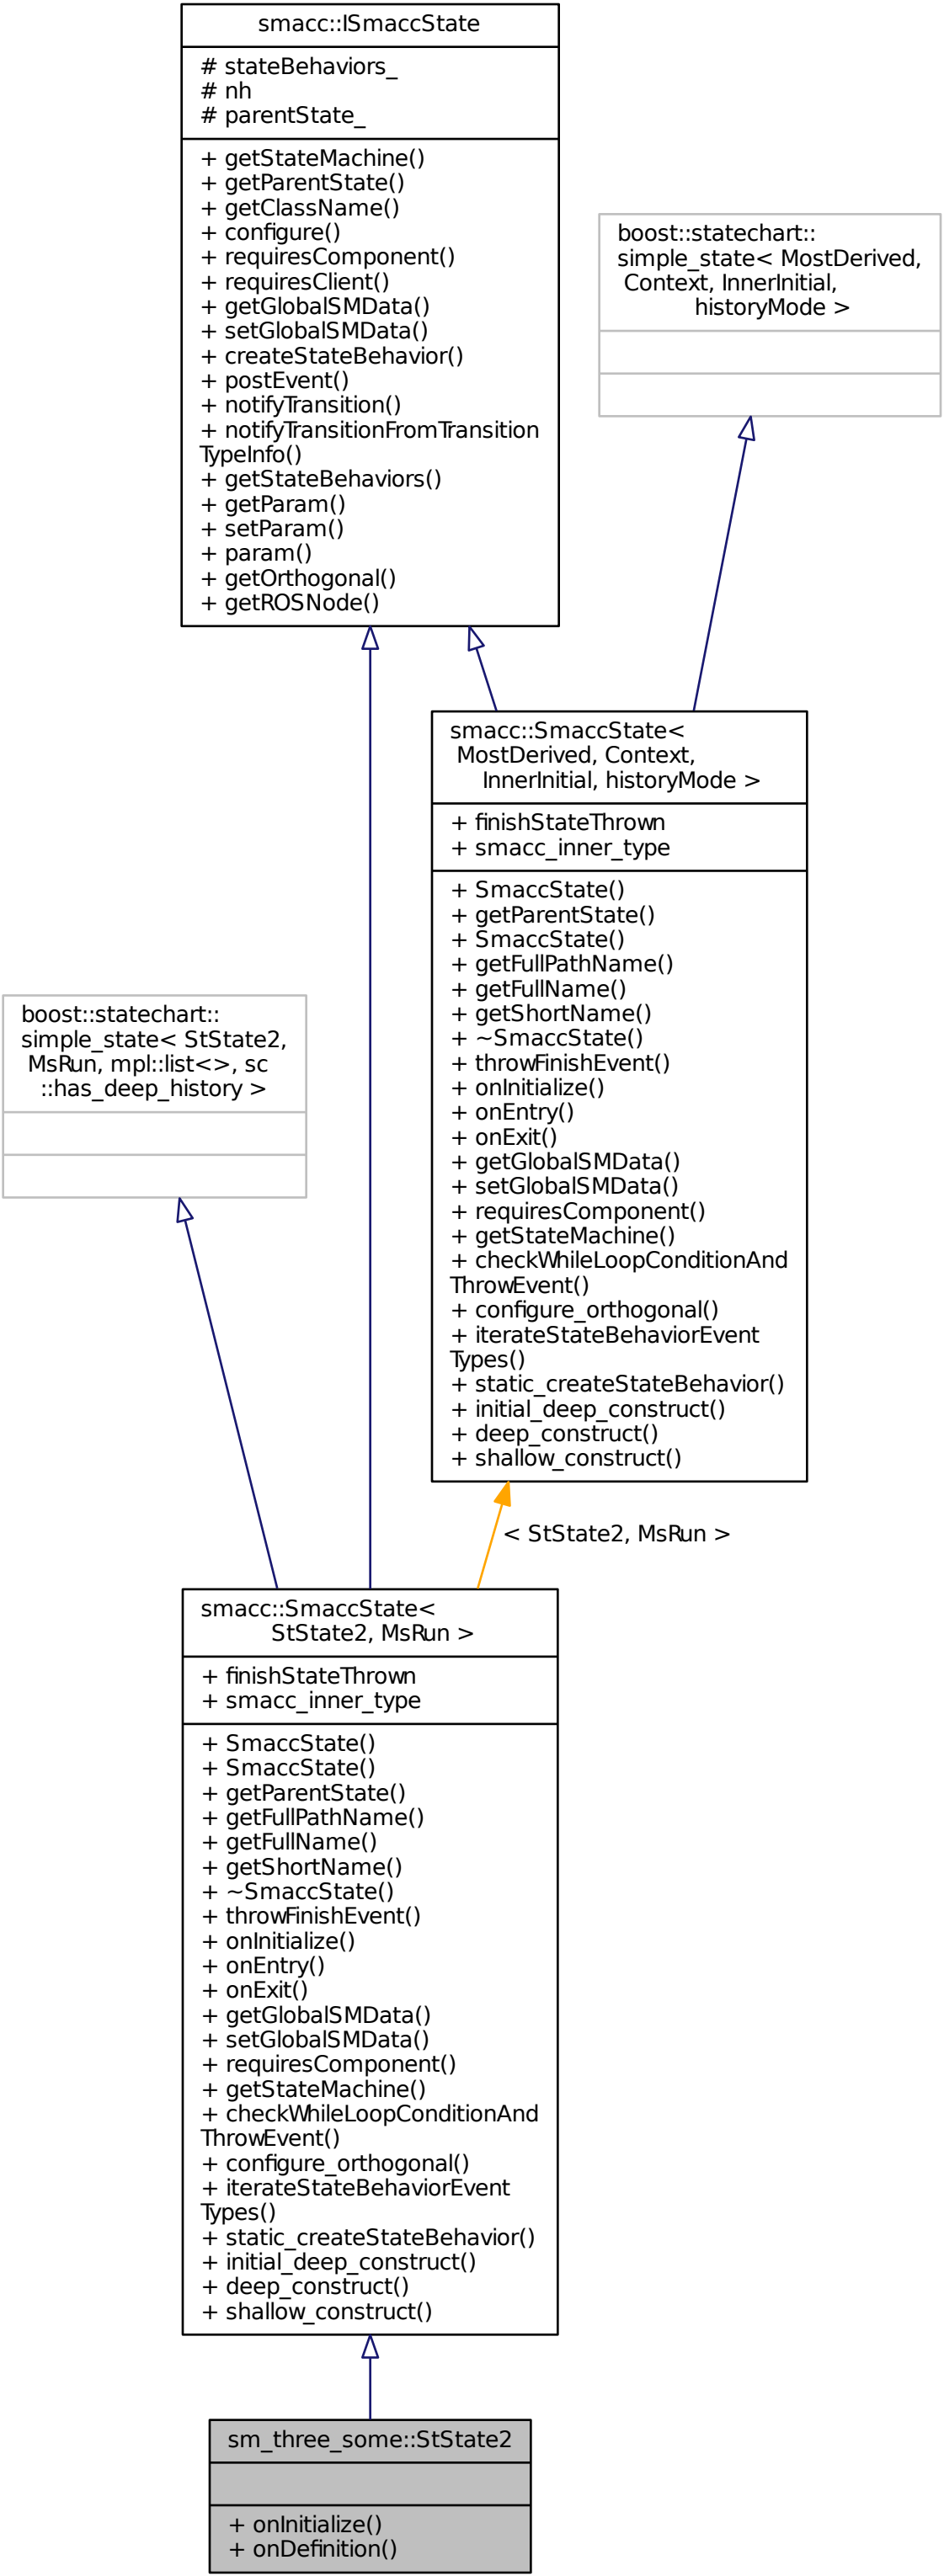 smacc::ISmaccState
# stateBehaviors_
# nh
# parentState_
+ getStateMachine()
+ getParentState()
+ getClassName()
+ configure()
+ requiresComponent()
+ requiresClient()
+ getGlobalSMData()
+ setGlobalSMData()
+ createStateBehavior()
+ postEvent()
+ notifyTransition()
+ notifyTransitionFromTransition
TypeInfo()
+ getStateBehaviors()
+ getParam()
+ setParam()
+ param()
+ getOrthogonal()
+ getROSNode()
boost::statechart::
simple_state< MostDerived,
Context, InnerInitial,
historyMode >
smacc::SmaccState<
MostDerived, Context,
InnerInitial, historyMode >
+ finishStateThrown
+ smacc_inner_type
+ SmaccState()
+ getParentState()
+ SmaccState()
+ getFullPathName()
+ getFullName()
+ getShortName()
+ ~SmaccState()
+ throwFinishEvent()
+ onInitialize()
+ onEntry()
+ onExit()
+ getGlobalSMData()
+ setGlobalSMData()
+ requiresComponent()
+ getStateMachine()
+ checkWhileLoopConditionAnd
ThrowEvent()
+ configure_orthogonal()
+ iterateStateBehaviorEvent
Types()
+ static_createStateBehavior()
+ initial_deep_construct()
+ deep_construct()
+ shallow_construct()
boost::statechart::
simple_state< StState2,
MsRun, mpl::list<>, sc
::has_deep_history >
< StState2, MsRun >
smacc::SmaccState<
StState2, MsRun >
+ finishStateThrown
+ smacc_inner_type
+ SmaccState()
+ SmaccState()
+ getParentState()
+ getFullPathName()
+ getFullName()
+ getShortName()
+ ~SmaccState()
+ throwFinishEvent()
+ onInitialize()
+ onEntry()
+ onExit()
+ getGlobalSMData()
+ setGlobalSMData()
+ requiresComponent()
+ getStateMachine()
+ checkWhileLoopConditionAnd
ThrowEvent()
+ configure_orthogonal()
+ iterateStateBehaviorEvent
Types()
+ static_createStateBehavior()
+ initial_deep_construct()
+ deep_construct()
+ shallow_construct()
sm_three_some::StState2
+ onInitialize()
+ onDefinition()